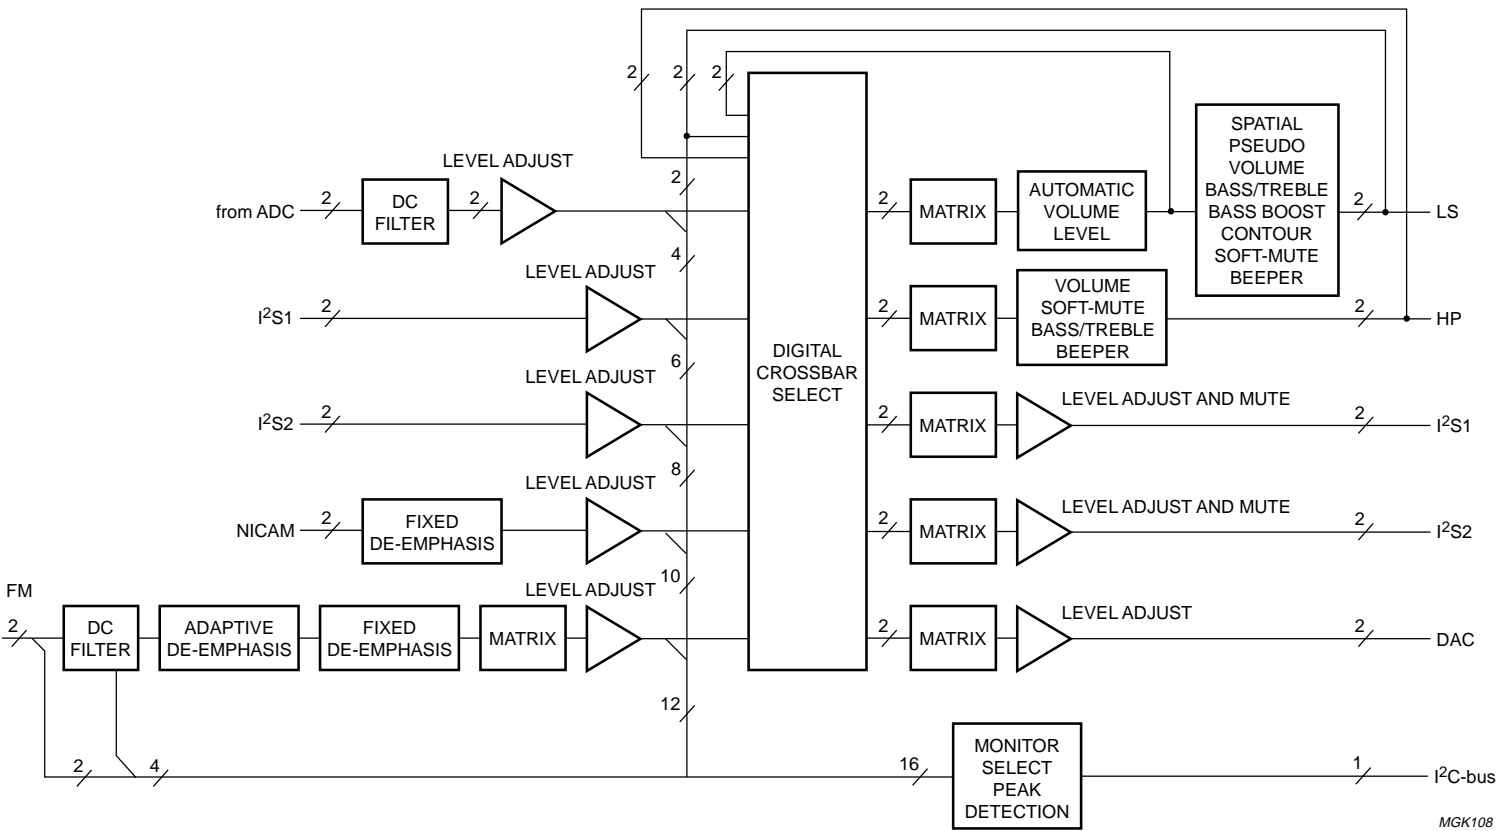 2 2 2
SPATIAL
PSEUDO
VOLUME
BASS/TREBLE
BASS BOOST
CONTOUR
SOFT-MUTE
BEEPER
LEVEL ADJUST
from ADC 2
DC
FILTER
2
2
2
MATRIX
AUTOMATIC
VOLUME
LEVEL
2
LS
LEVEL ADJUST
4
I²S1 2
2
MATRIX
VOLUME
SOFT-MUTE
BASS/TREBLE
BEEPER
2
HP
DIGITAL
CROSSBAR
SELECT
LEVEL ADJUST
6
I²S2 2
2
MATRIX
LEVEL ADJUST AND MUTE
2
I²S1
LEVEL ADJUST
8
NICAM 2
FIXED
DE-EMPHASIS
2
MATRIX
LEVEL ADJUST AND MUTE
2
I²S2
LEVEL ADJUST
10
FM
2
DC
FILTER
ADAPTIVE
DE-EMPHASIS
FIXED
DE-EMPHASIS
MATRIX
2
MATRIX
LEVEL ADJUST
2
DAC
12
2 4
16
MONITOR
SELECT
PEAK
DETECTION
1
I²C-bus
MGK108